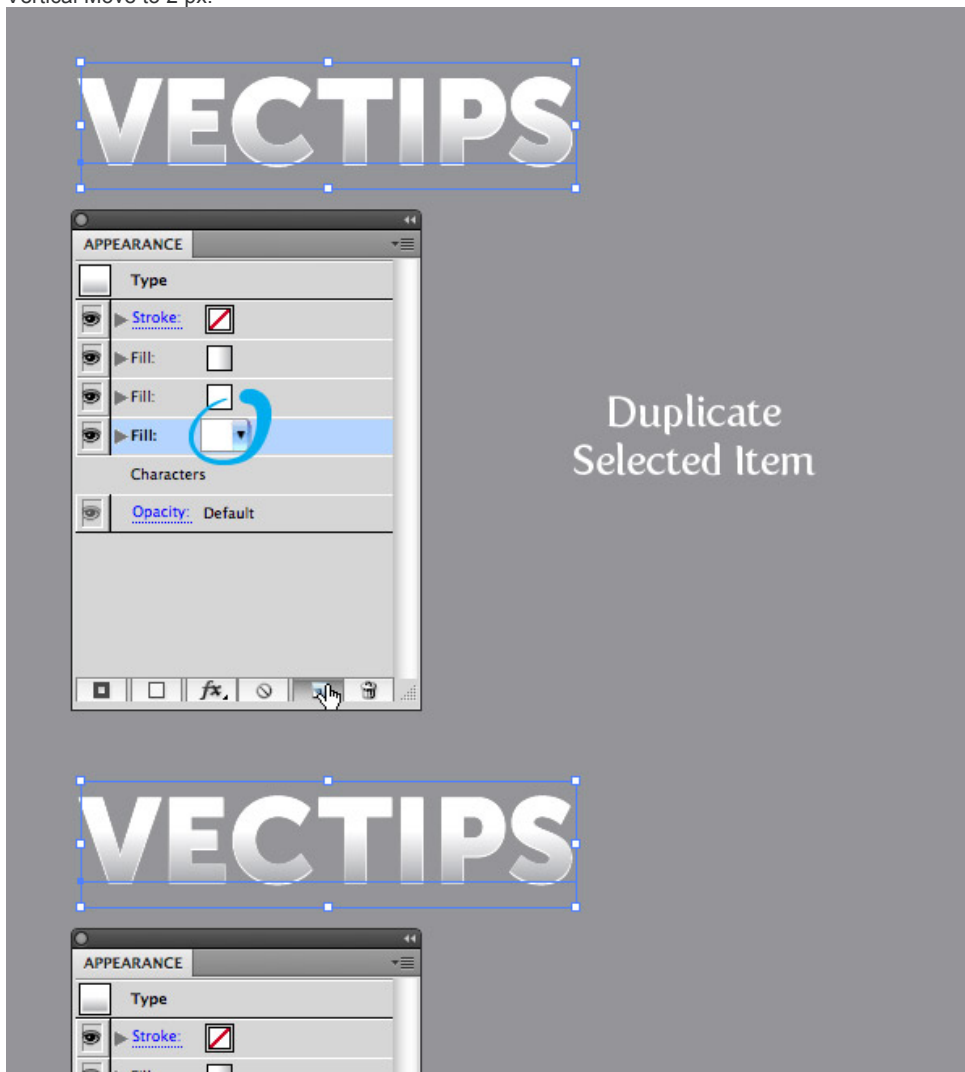 Vertical Move to 2 px.
VECTIPS
APPEARANCE
Type
Stroke:
Fill:
Fill:
Fill:
Characters
Opacity: Default
fx
Duplicate
Selected Item
VECTIPS
APPEARANCE
Type
Stroke: